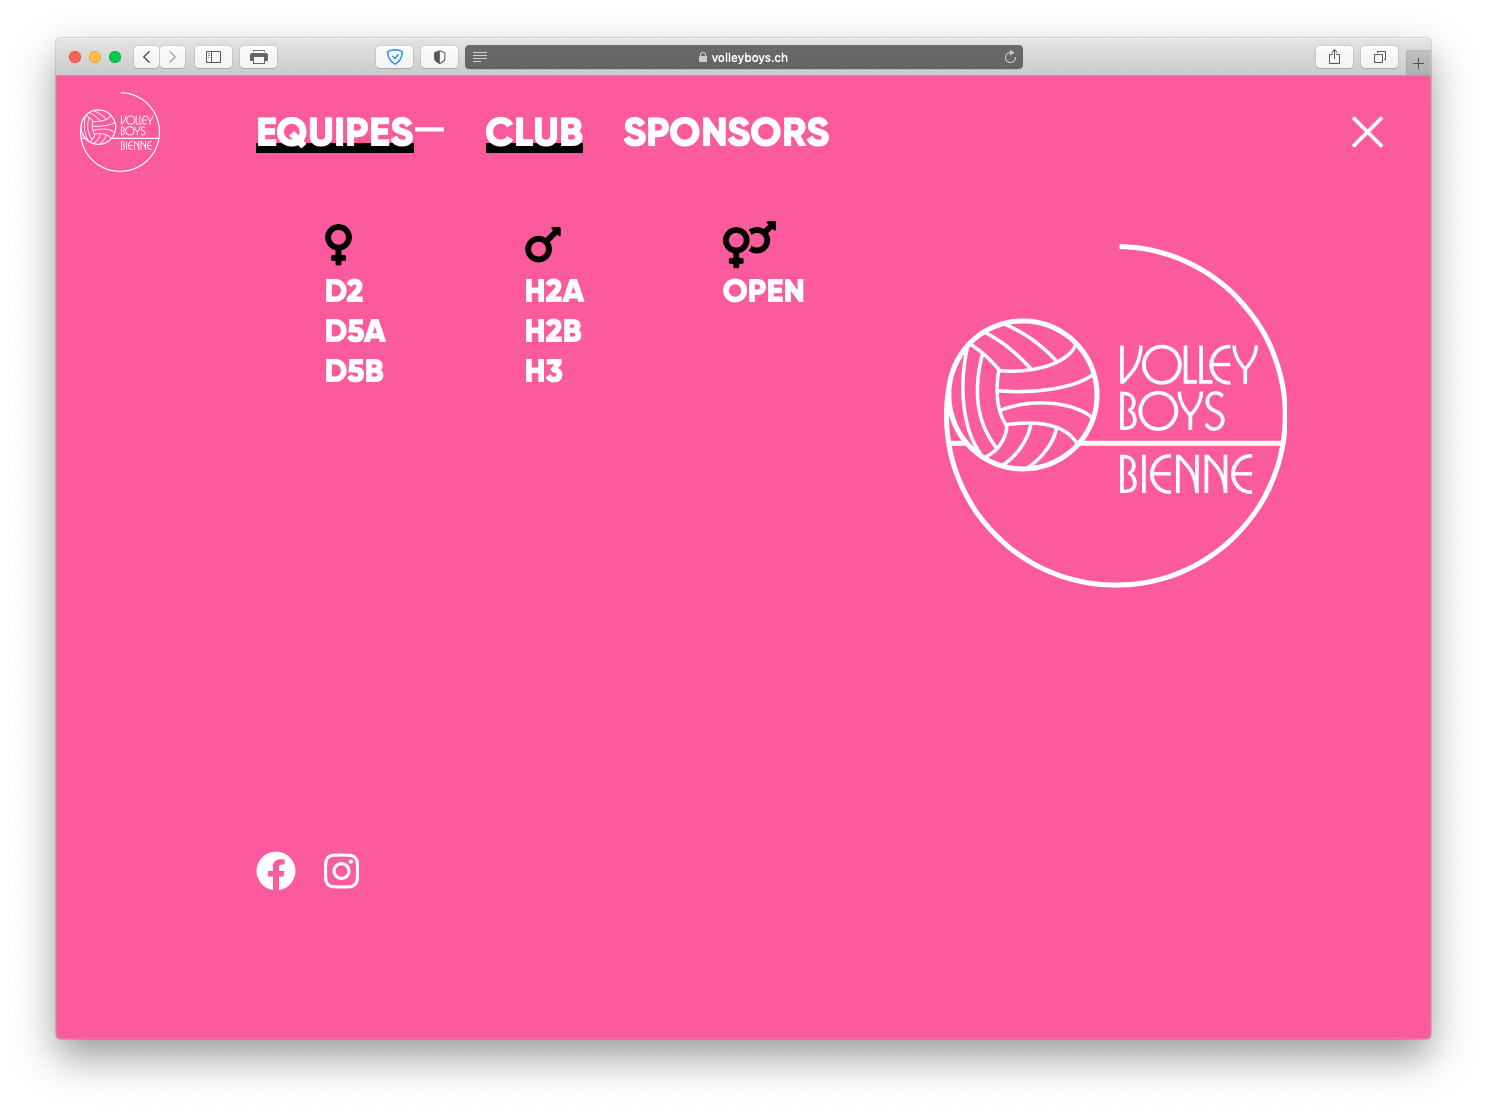 volleyboys.ch
VOLLEY
BOYS
BIENNE
EQUIPES— CLUB SPONSORS
D2
D5A
D5B
H2A
H2B
H3
OPEN
VOLLEY
BOYS
BIENNE